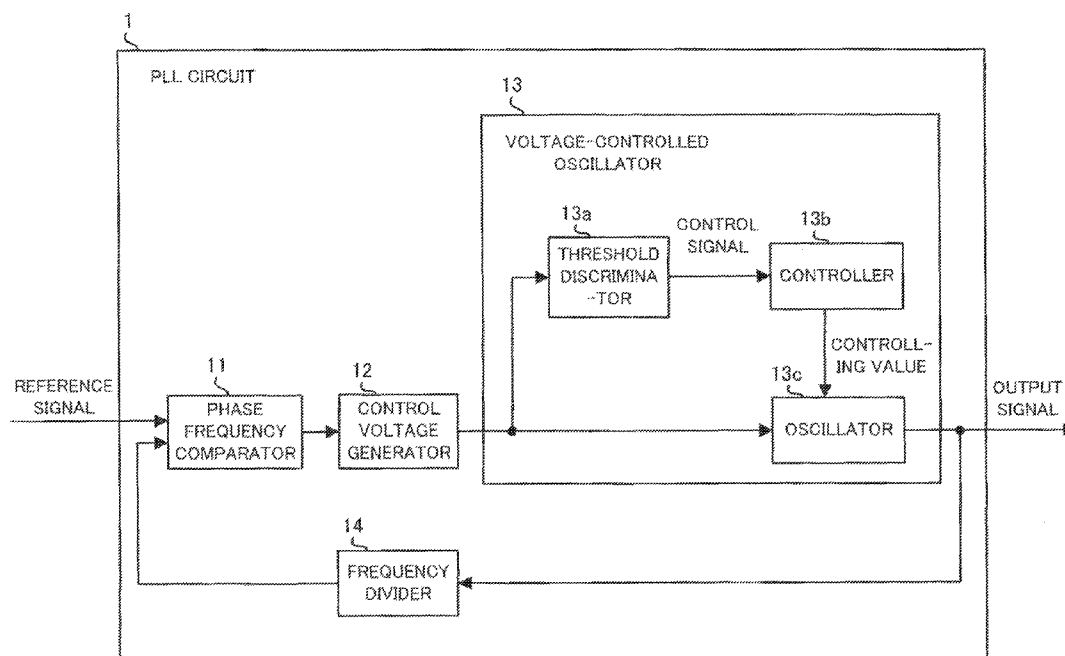 1
PLL CIRCUIT
13
VOLTAGE-CONTROLLED
OSCILLATOR
13a
THRESHOLD
DISCRIMINA
-TOR
CONTROL
SIGNAL
13b
CONTROLLER
CONTROLL-
ING VALUE
REFERENCE
SIGNAL
11
PHASE
FREQUENCY
COMPARATOR
12
CONTROL
VOLTAGE
GENERATOR
13c
OSCILLATOR
OUTPUT
SIGNAL
14
FREQUENCY
DIVIDER